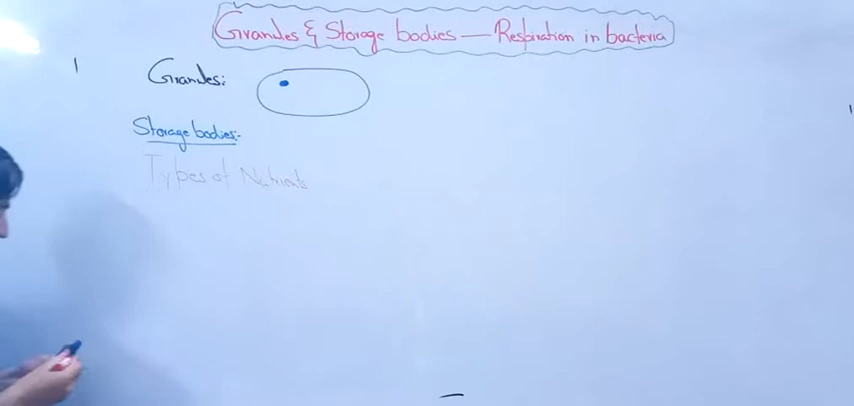 Granules & Storage bodies — Respiration in bacteria
Granules:
Storage bodies:-
Types of Nutrients